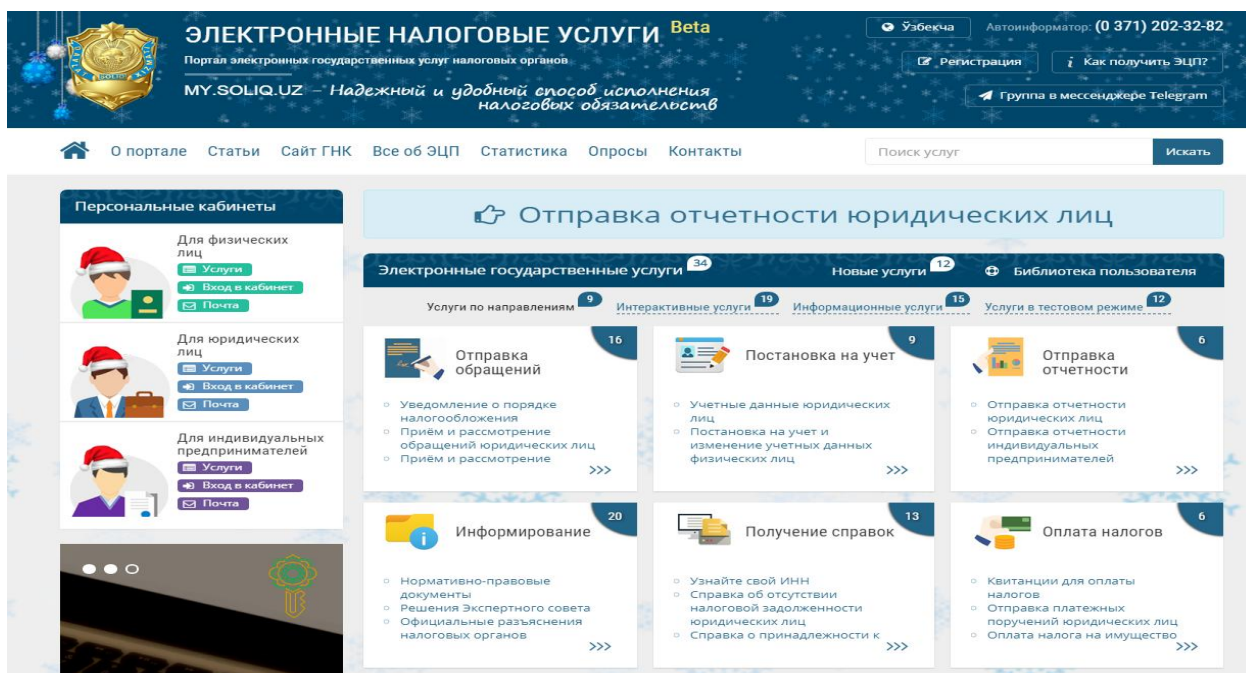 ЭЛЕКТРОННЫЕ НАЛОГОВЫЕ УСЛУГИ Beta
Портал электронных государственных услуг налоговых органов
MY.SOLIQ.UZ – Надежный и удобный способ исполнения
налоговых обязательств
Ўзбекча
Автоинформатор: (0 371) 202-32-82
Регистрация
Как получить ЭЦП?
Группа в мессенджере Telegram
SOLIQ
О портале Статьи Сайт ГНК Все об ЭЦП Статистика Опросы Контакты
Поиск услуг
Искать
Персональные кабинеты
Для физических
лиц
Услуги
Вход в кабинет
Почта
Для юридических
лиц
Услуги
Вход в кабинет
Почта
Для индивидуальных
предпринимателей
Услуги
Вход в кабинет
Почта
Отправка отчетности юридических лиц
Электронные государственные услуги 34
Новые услуги 12
Библиотека пользователя
Услуги по направлениям 9
Интерактивные услуги 19
Информационные услуги 15
Услуги в тестовом режиме 12
16
Отправка
обращений
Уведомление о порядке
налогообложения
Приём и рассмотрение
обращений юридических лиц
Приём и рассмотрение
>>>
9
Постановка на учет
Учетные данные юридических
лиц
Постановка на учет и
изменение учетных данных
физических лиц
>>>
6
Отправка
отчетности
Отправка отчетности
юридических лиц
Отправка отчетности
индивидуальных
предпринимателей
>>>
20
Информирование
Нормативно-правовые
документы
Решения Экспертного совета
Официальные разъяснения
налоговых органов
>>>
13
Получение справок
Узнайте свой ИНН
Справка об отсутствии
налоговой задолженности
юридических лиц
Справка о принадлежности к
>>>
6
Оплата налогов
Квитанции для оплаты
налогов
Отправка платежных
поручений юридических лиц
Оплата налога на имущество
>>>